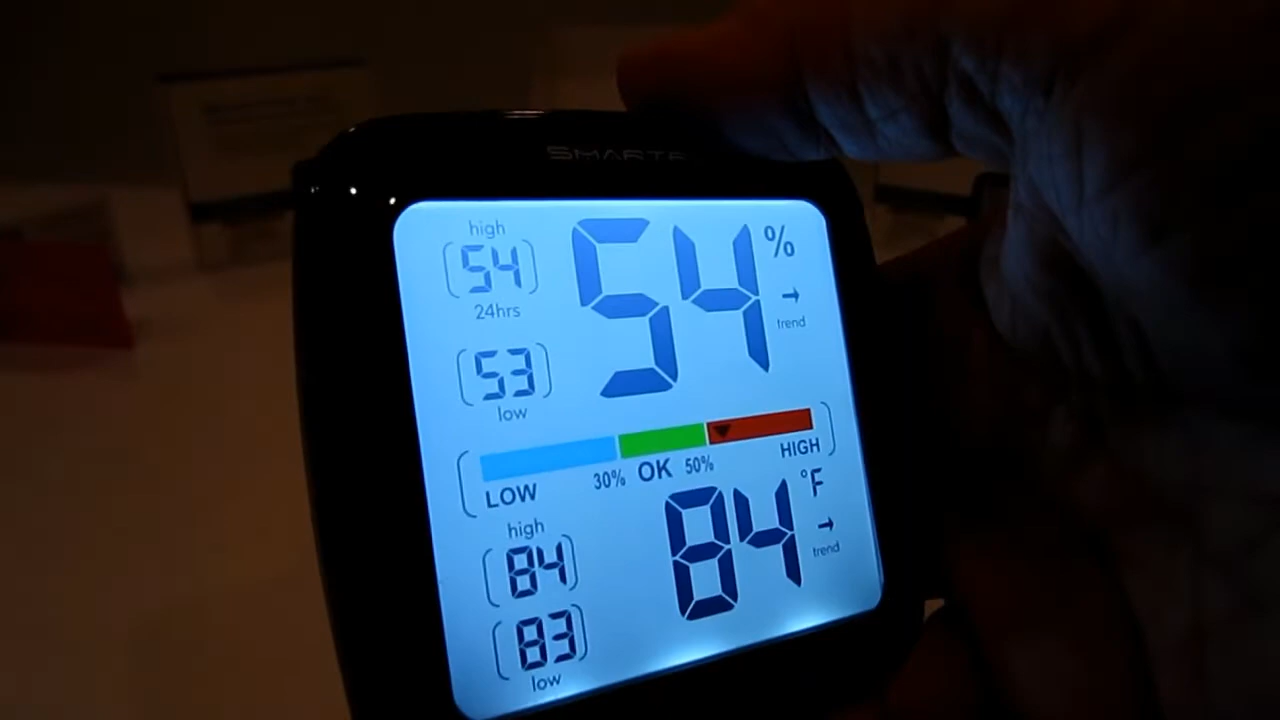 high
54
24hrs
53
low
54 %
→
trend
LOW 30% OK 50% HIGH
high
84
83
low
84 °F
→
trend